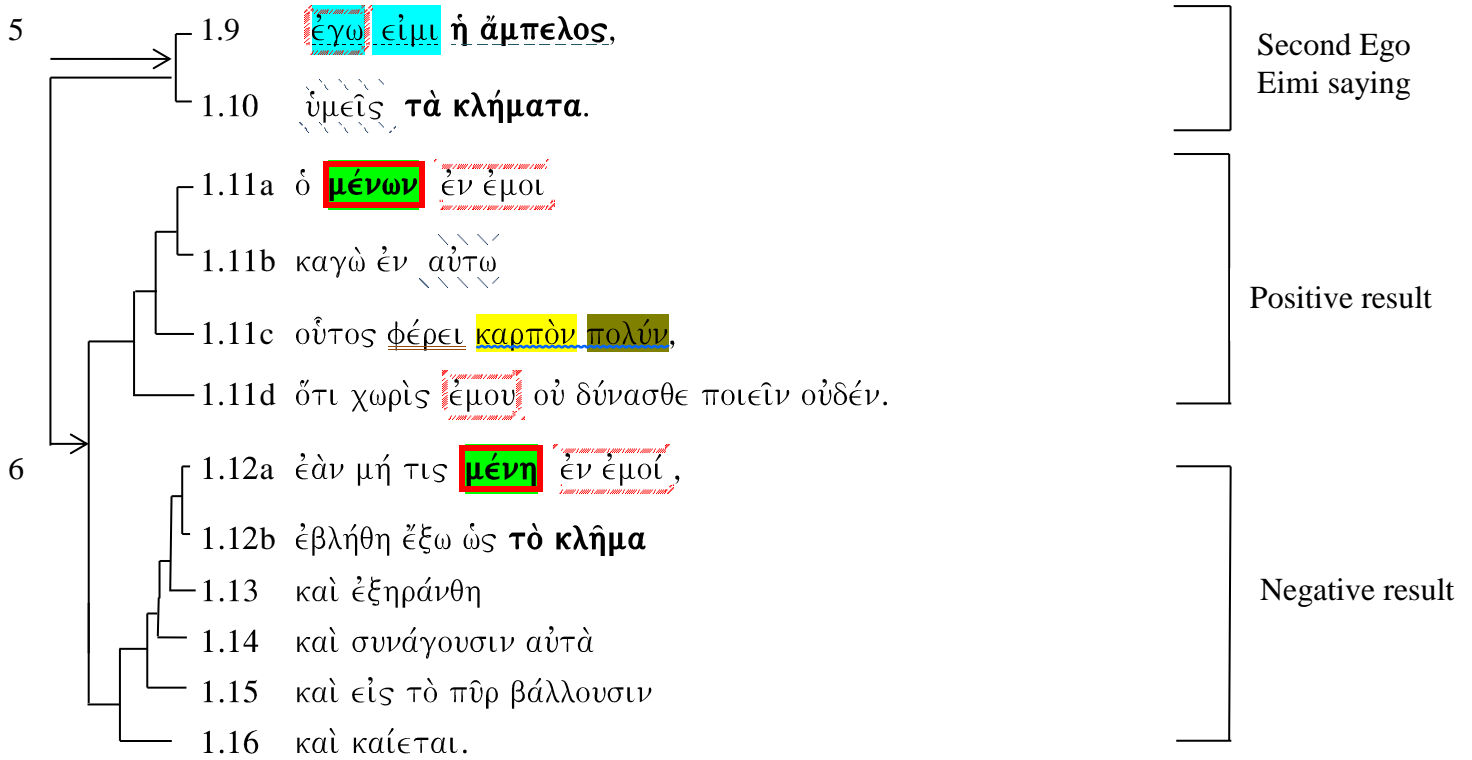 5 1.9 ἐγω εἰμι ἡ ἄμπελος,
Second Ego
Eimi saying
1.10 ὑμεῖς τὰ κλήματα.
1.11a ὁ μένων ἐν ἐμοι
1.11b καγὼ ἐν αὐτω
Positive result
1.11c οὗτος φέρει καρπὸν πολύν,
1.11d ὅτι χωρὶς ἐμου οὐ δύνασθε ποιεῖν οὐδέν.
6 1.12a ἐὰν μή τις μένη ἐν ἐμοί,
1.12b ἐβλήθη ἔξω ὡς τὸ κλῆμα
1.13 καὶ ἐξηράνθη
Negative result
1.14 καὶ συνάγουσιν αὐτὰ
1.15 καὶ εἰς τὸ πῦρ βάλλουσιν
1.16 καὶ καίεται.